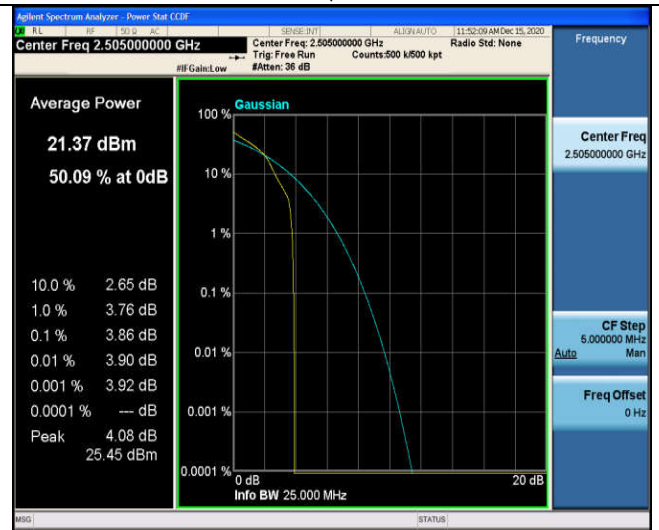 Agilent Spectrum Analyzer - Power Stat CCDF
RL RF 50 Ω AC SENSE:INT ALIGN AUTO 11:52:09 AM Dec 15, 2020
Center Freq 2.505000000 GHz
Center Freq: 2.505000000 GHz Radio Std: None
Trig: Free Run Counts:500 k/500 kpt
#IFGain:Low #Atten: 36 dB
Frequency
Average Power
21.37 dBm
50.09 % at 0dB
10.0 % 2.65 dB
1.0 % 3.76 dB
0.1 % 3.86 dB
0.01 % 3.90 dB
0.001 % 3.92 dB
0.0001 % --- dB
Peak 4.08 dB
25.45 dBm
Gaussian
100 %
10 %
1 %
0.1 %
0.01 %
0.001 %
0.0001 %
0 dB 20 dB
Info BW 25.000 MHz
Center Freq
2.505000000 GHz
CF Step
5.000000 MHz
Auto Man
Freq Offset
0 Hz
MSG STATUS